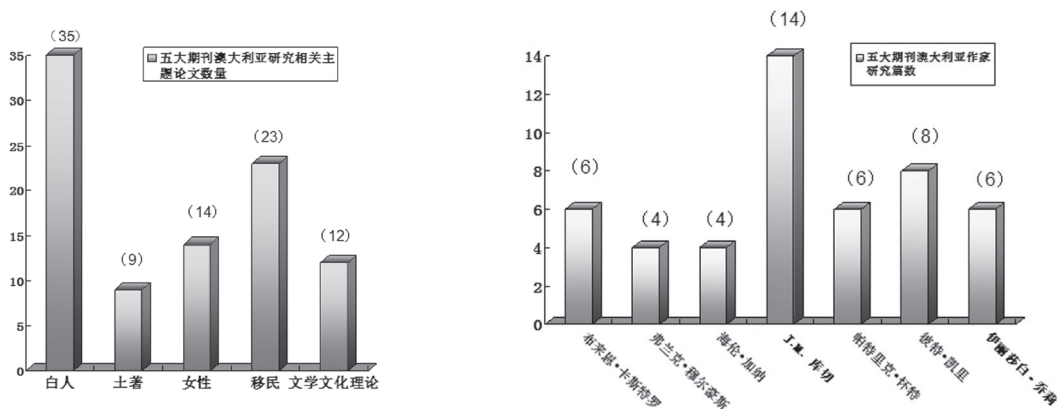 五大期刊澳大利亚研究相关主
题论文数量
(35)
(9)
(14)
(23)
(12)
35
35
30
25
20
15
10
5
0
白人
土著
女性
移民
文学文化理论
五大期刊澳大利亚作家
研究篇数
(6)
(4)
(4)
(14)
(6)
(8)
(6)
14
12
10
8
6
4
2
0
布来恩·卡斯特罗
弗兰克·穆尔豪斯
海伦·加纳
J.M. 库切
帕特里克·怀特
彼特·凯里
伊丽莎白·乔莉